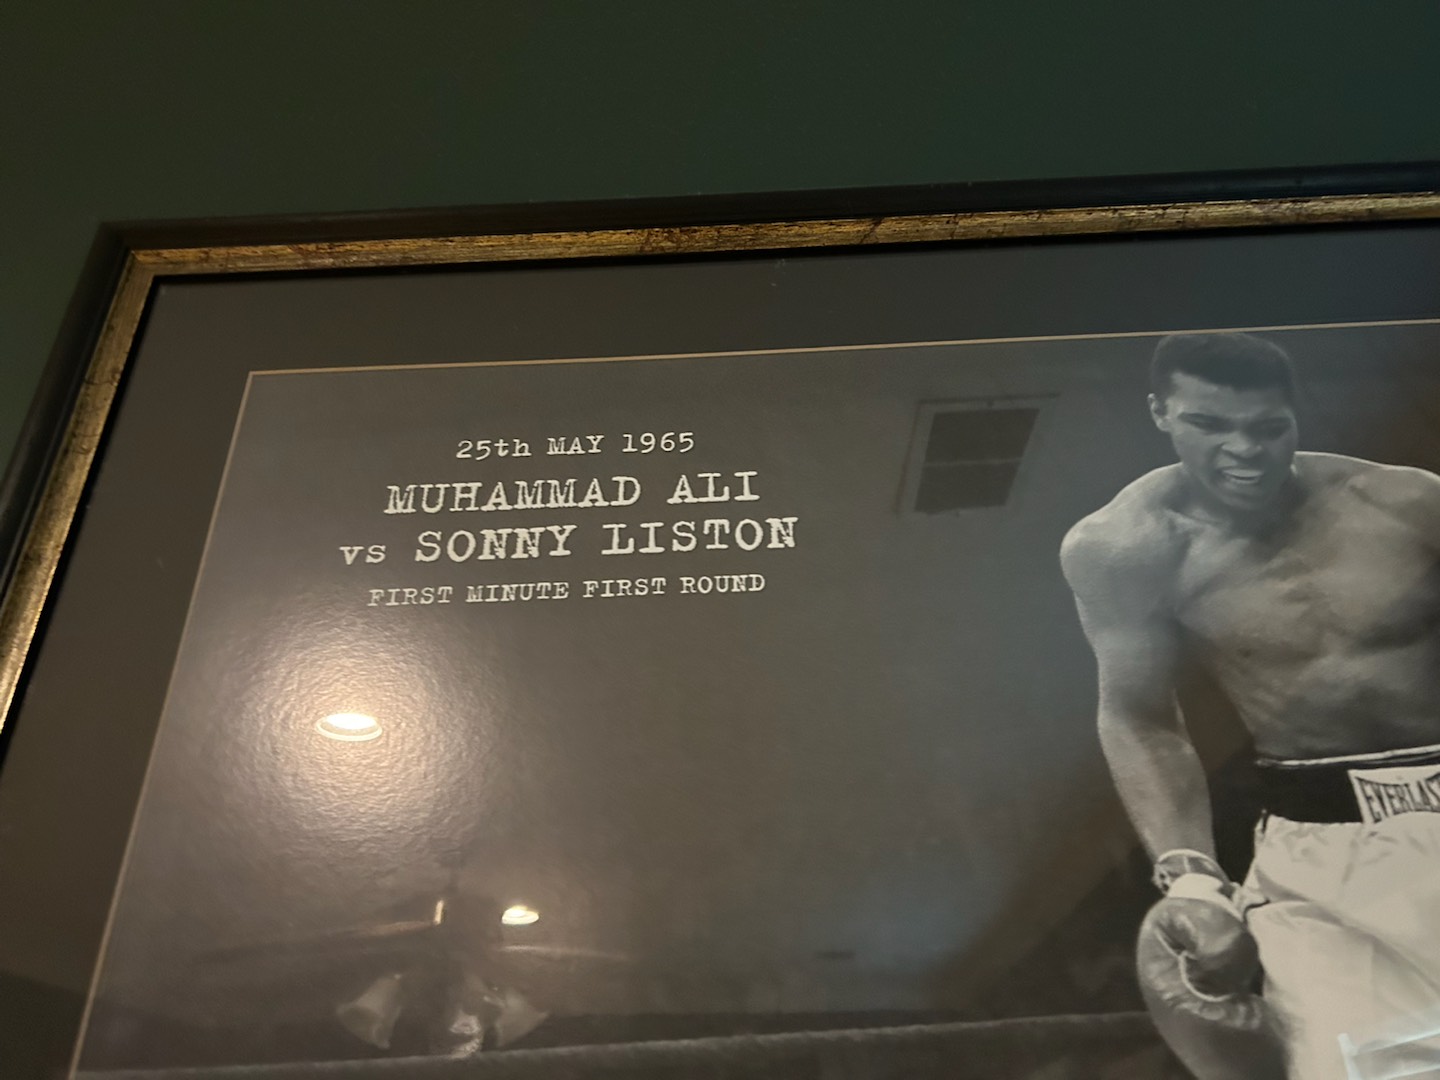 25th MAY 1965
MUHAMMAD ALI
vs SONNY LISTON
FIRST MINUTE FIRST ROUND